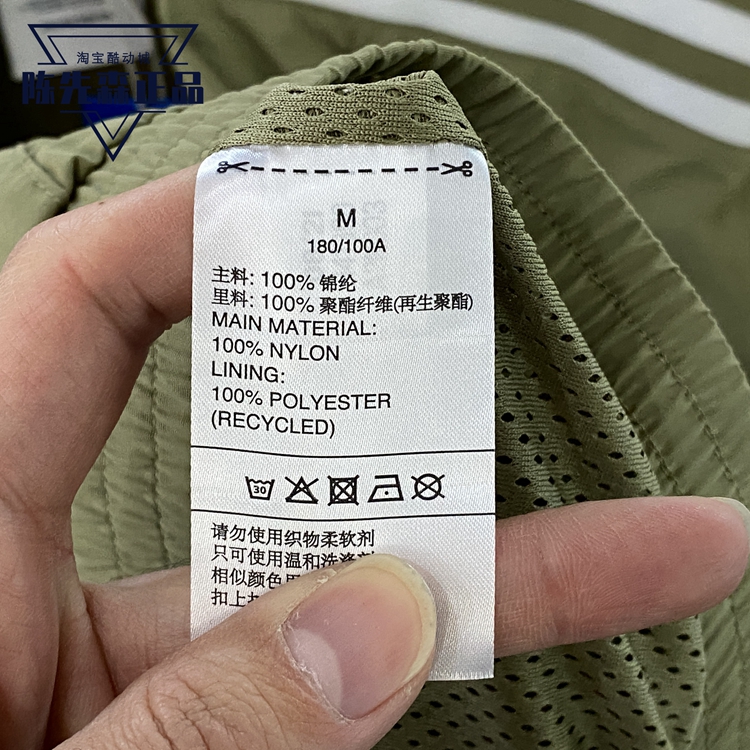 淘宝酷动城
陈先森正品
M
180/100A
主料: 100% 锦纶
里料: 100% 聚酯纤维(再生聚酯)
MAIN MATERIAL:
100% NYLON
LINING:
100% POLYESTER
(RECYCLED)
30
请勿使用织物柔软剂
只可使用温和洗涤剂
相似颜色
扣上